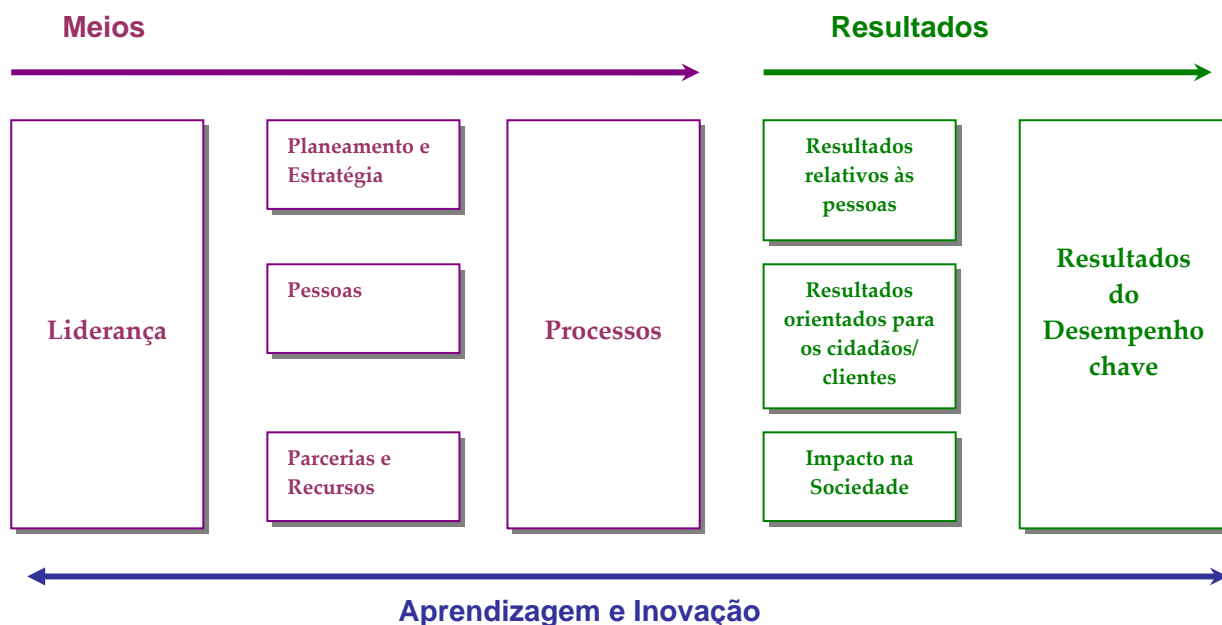 Meios
Resultados
Liderança
Planeamento e
Estratégia
Pessoas
Parcerias e
Recursos
Processos
Resultados
relativos às
pessoas
Resultados
orientados para
os cidadãos/
clientes
Impacto na
Sociedade
Resultados
do
Desempenho
chave
Aprendizagem e Inovação